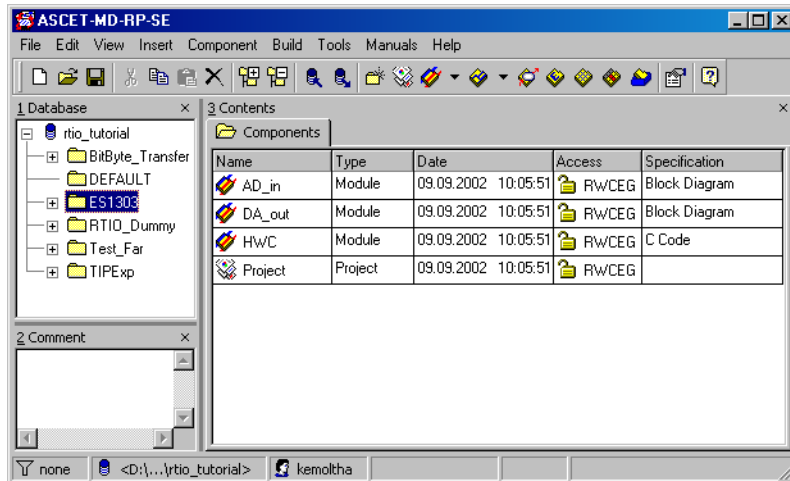 ASCET-MD-RP-SE
File Edit View Insert Component Build Tools Manuals Help
1 Database
rtio_tutorial
BitByte_Transfer
DEFAULT
ES1303
RTIO_Dummy
Test_Far
TIPExp
2 Comment
3 Contents
Components
Name Type Date Access Specification
AD_in Module 09.09.2002 10:05:51 RWCEG Block Diagram
DA_out Module 09.09.2002 10:05:51 RWCEG Block Diagram
HWC Module 09.09.2002 10:05:51 RWCEG C Code
Project Project 09.09.2002 10:05:51 RWCEG
none <D:\...\rtio_tutorial> kemoltha